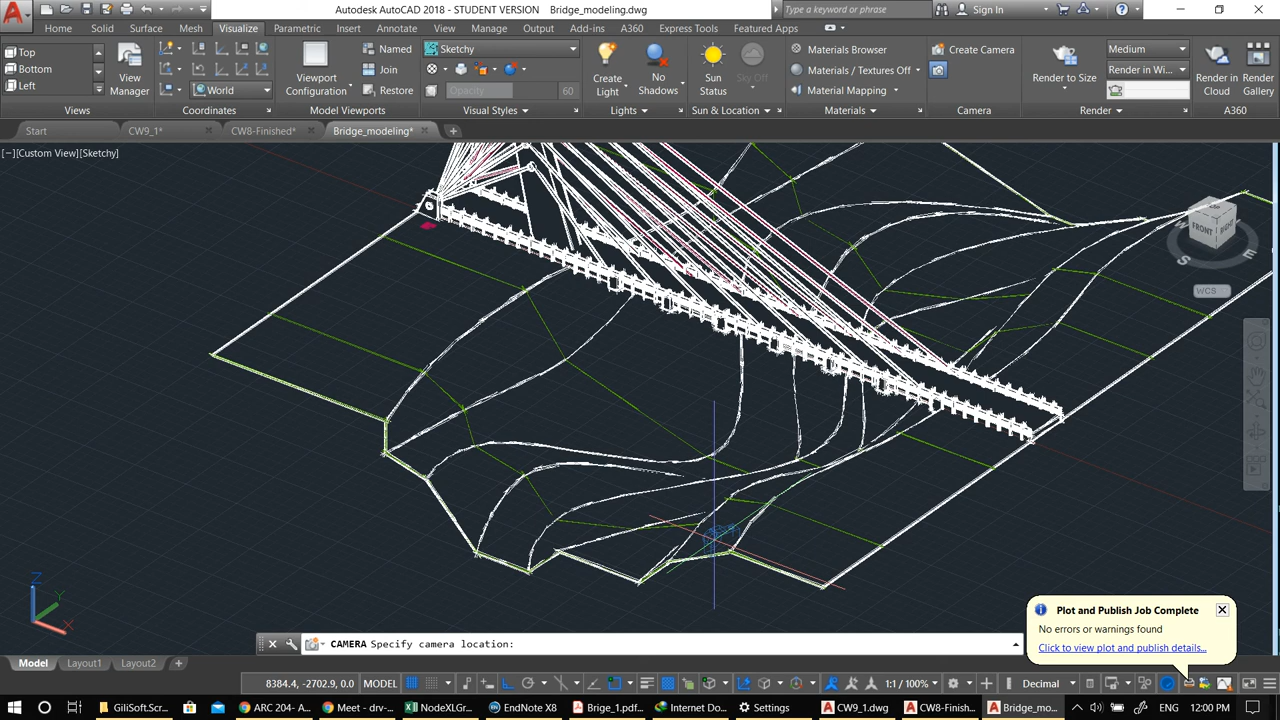 Autodesk AutoCAD 2018 - STUDENT VERSION Bridge_modeling.dwg
Type a keyword or phrase
Sign In
Home Solid Surface Mesh Visualize Parametric Insert Annotate View Manage Output Add-ins A360 Express Tools Featured Apps
Top
Bottom
Left
View
Manager
Views
World
Coordinates
Viewport
Configuration
Named
Join
Restore
Model Viewports
Sketchy
Opacity 60
Visual Styles
Create
Light
No
Shadows
Lights
Sun
Status
Sky Off
Sun & Location
Materials Browser
Materials / Textures Off
Material Mapping
Materials
Create Camera
Camera
Render to Size
Medium
Render in Wi...
Render
Render in
Cloud
Render
Gallery
A360
Start CW9_1* CW8-Finished* Bridge_modeling*
[−][Custom View][Sketchy]
FRONT RIGHT
W S E
WCS
Z
Y
X
CAMERA Specify camera location:
Plot and Publish Job Complete
No errors or warnings found
Click to view plot and publish details...
Model Layout1 Layout2
8384.4, -2702.9, 0.0 MODEL 1:1 / 100% Decimal
GiliSoft.Scr... ARC 204- A... Meet - drv-... NodeXLGr... EndNote X8 Brige_1.pdf... Internet Do... Settings CW9_1.dwg CW8-Finish... Bridge_mo... 12:00 PM